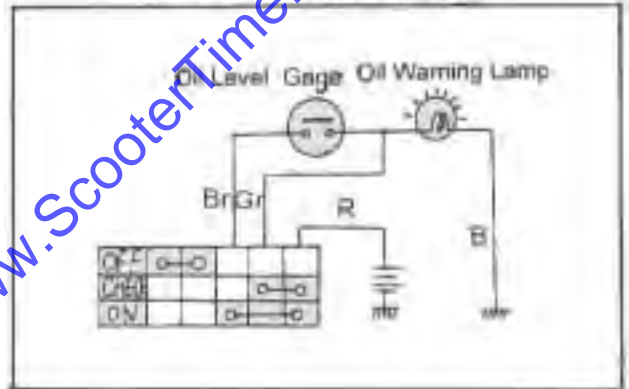 www.ScooterTime.
Oil Level Gage Oil Warning Lamp
Br Gr R
B
OFF
ON